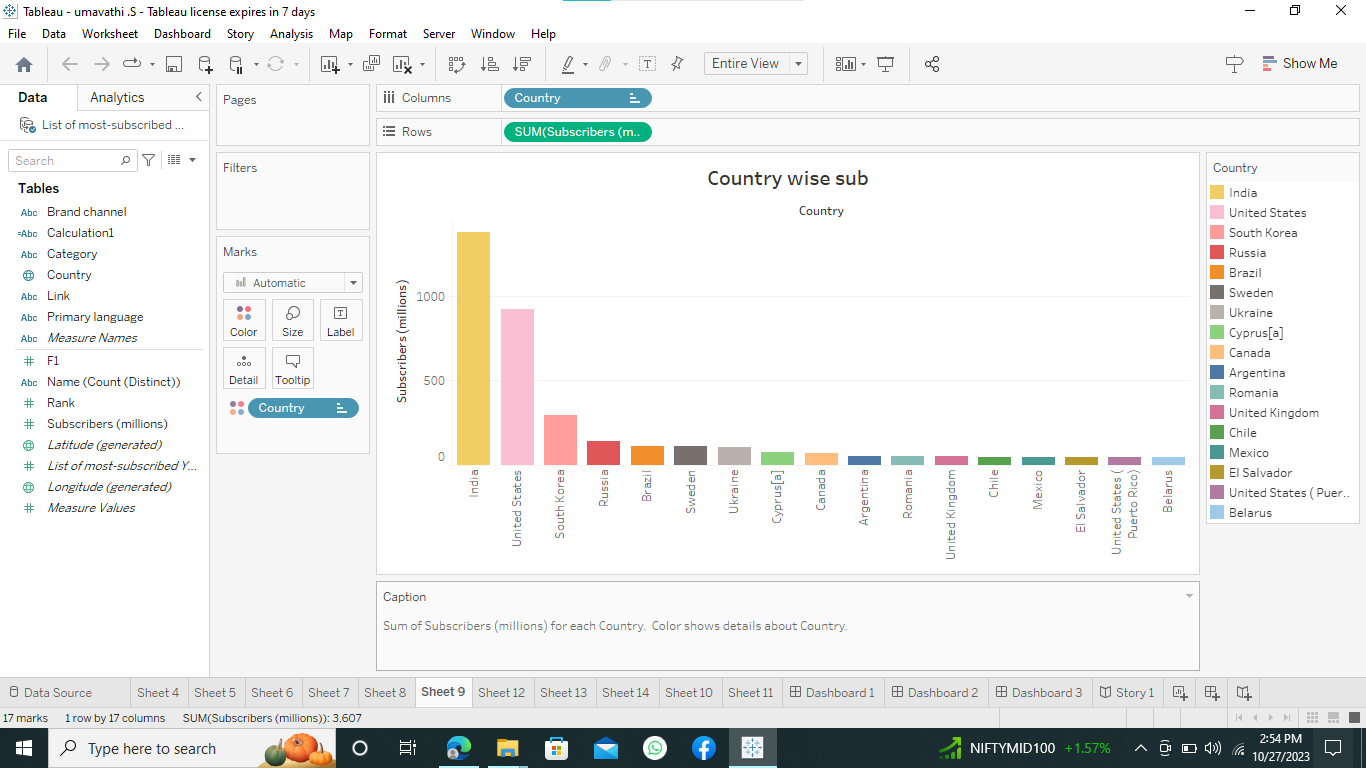 Tableau - umavathi .S - Tableau license expires in 7 days
File Data Worksheet Dashboard Story Analysis Map Format Server Window Help
Entire View
Show Me
Data Analytics
List of most-subscribed ...
Search
Tables
Abc Brand channel
=Abc Calculation1
Abc Category
Country
Abc Link
Abc Primary language
Abc Measure Names
# F1
Abc Name (Count (Distinct))
# Rank
# Subscribers (millions)
Latitude (generated)
# List of most-subscribed Y...
Longitude (generated)
# Measure Values
Pages
Filters
Marks
Automatic
Color Size Label
Detail Tooltip
Country
Columns Country
Rows SUM(Subscribers (m..
Country wise sub
Country
Subscribers (millions)
1000
500
0
India
United States
South Korea
Russia
Brazil
Sweden
Ukraine
Cyprus[a]
Canada
Argentina
Romania
United Kingdom
Chile
Mexico
El Salvador
United States (
Puerto Rico)
Belarus
Country
India
United States
South Korea
Russia
Brazil
Sweden
Ukraine
Cyprus[a]
Canada
Argentina
Romania
United Kingdom
Chile
Mexico
El Salvador
United States ( Puer..
Belarus
Caption
Sum of Subscribers (millions) for each Country. Color shows details about Country.
Data Source Sheet 4 Sheet 5 Sheet 6 Sheet 7 Sheet 8 Sheet 9 Sheet 12 Sheet 13 Sheet 14 Sheet 10 Sheet 11 Dashboard 1 Dashboard 2 Dashboard 3 Story 1
17 marks 1 row by 17 columns SUM(Subscribers (millions)): 3,607
Type here to search
NIFTYMID100 +1.57%
2:54 PM
10/27/2023